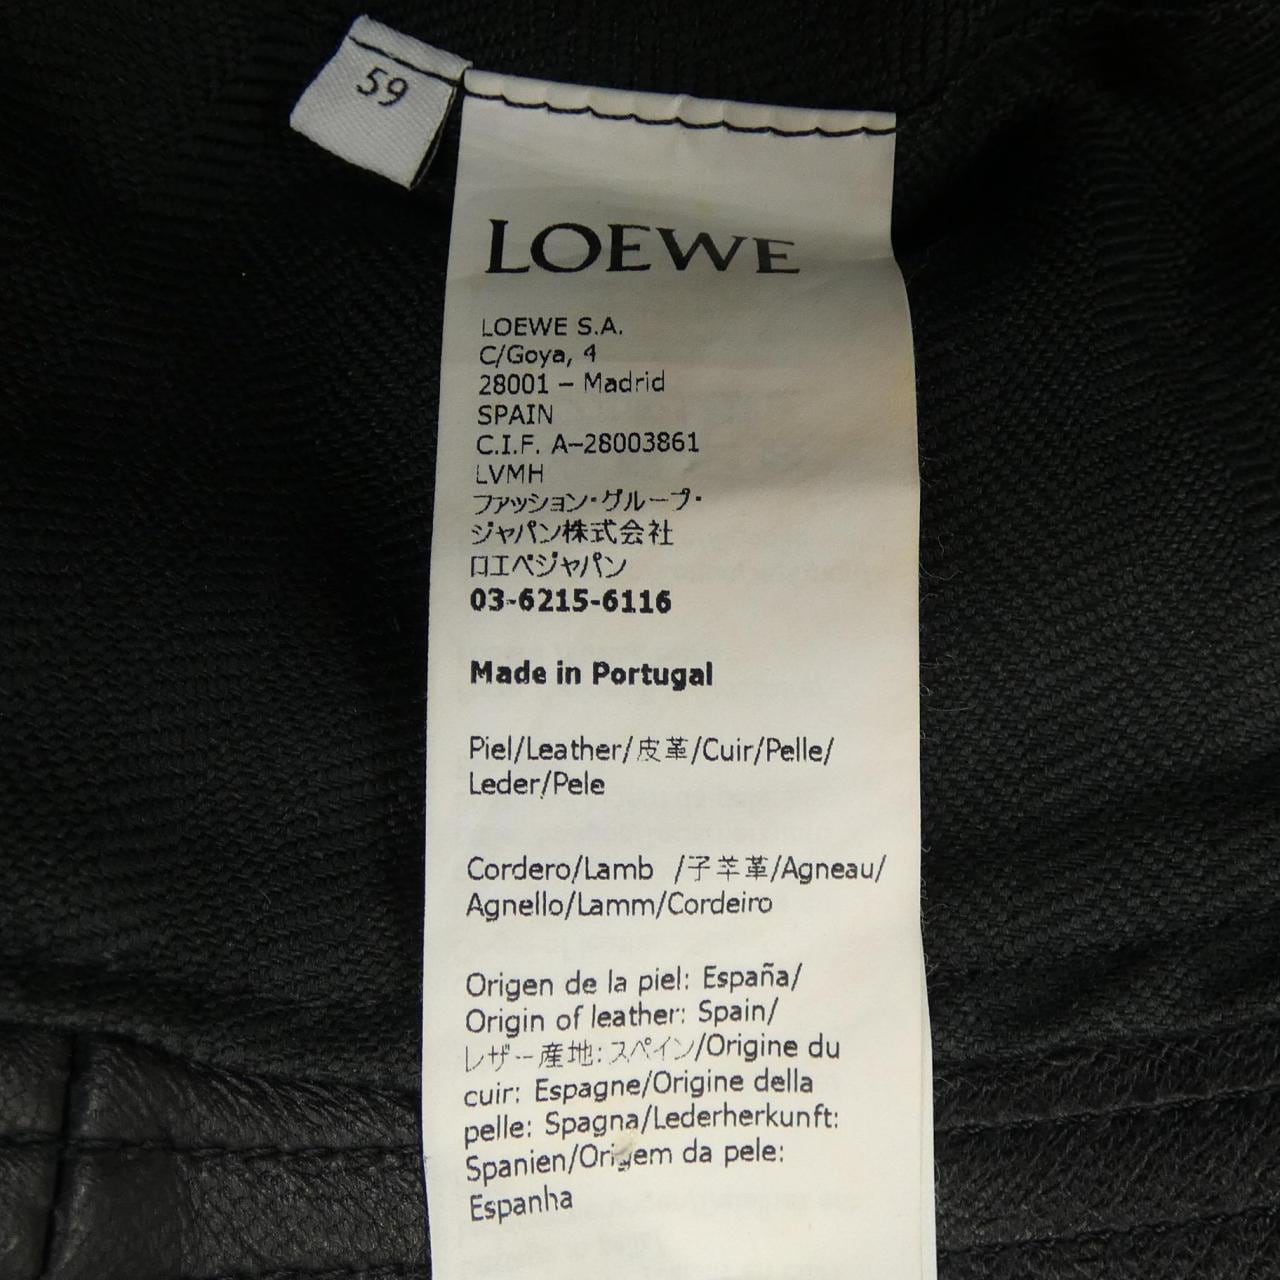 59
LOEWE
LOEWE S.A.
C/Goya, 4
28001 – Madrid
SPAIN
C.I.F. A–28003861
LVMH
ファッション・グループ・
ジャパン株式会社
ロエベジャパン
03-6215-6116
Made in Portugal
Piel/Leather/皮革/Cuir/Pelle/
Leder/Pele
Cordero/Lamb /子羊革/Agneau/
Agnello/Lamm/Cordeiro
Origen de la piel: España/
Origin of leather: Spain/
レザー産地: スペイン/Origine du
cuir: Espagne/Origine della
pelle: Spagna/Lederherkunft:
Spanien/Origem da pele:
Espanha